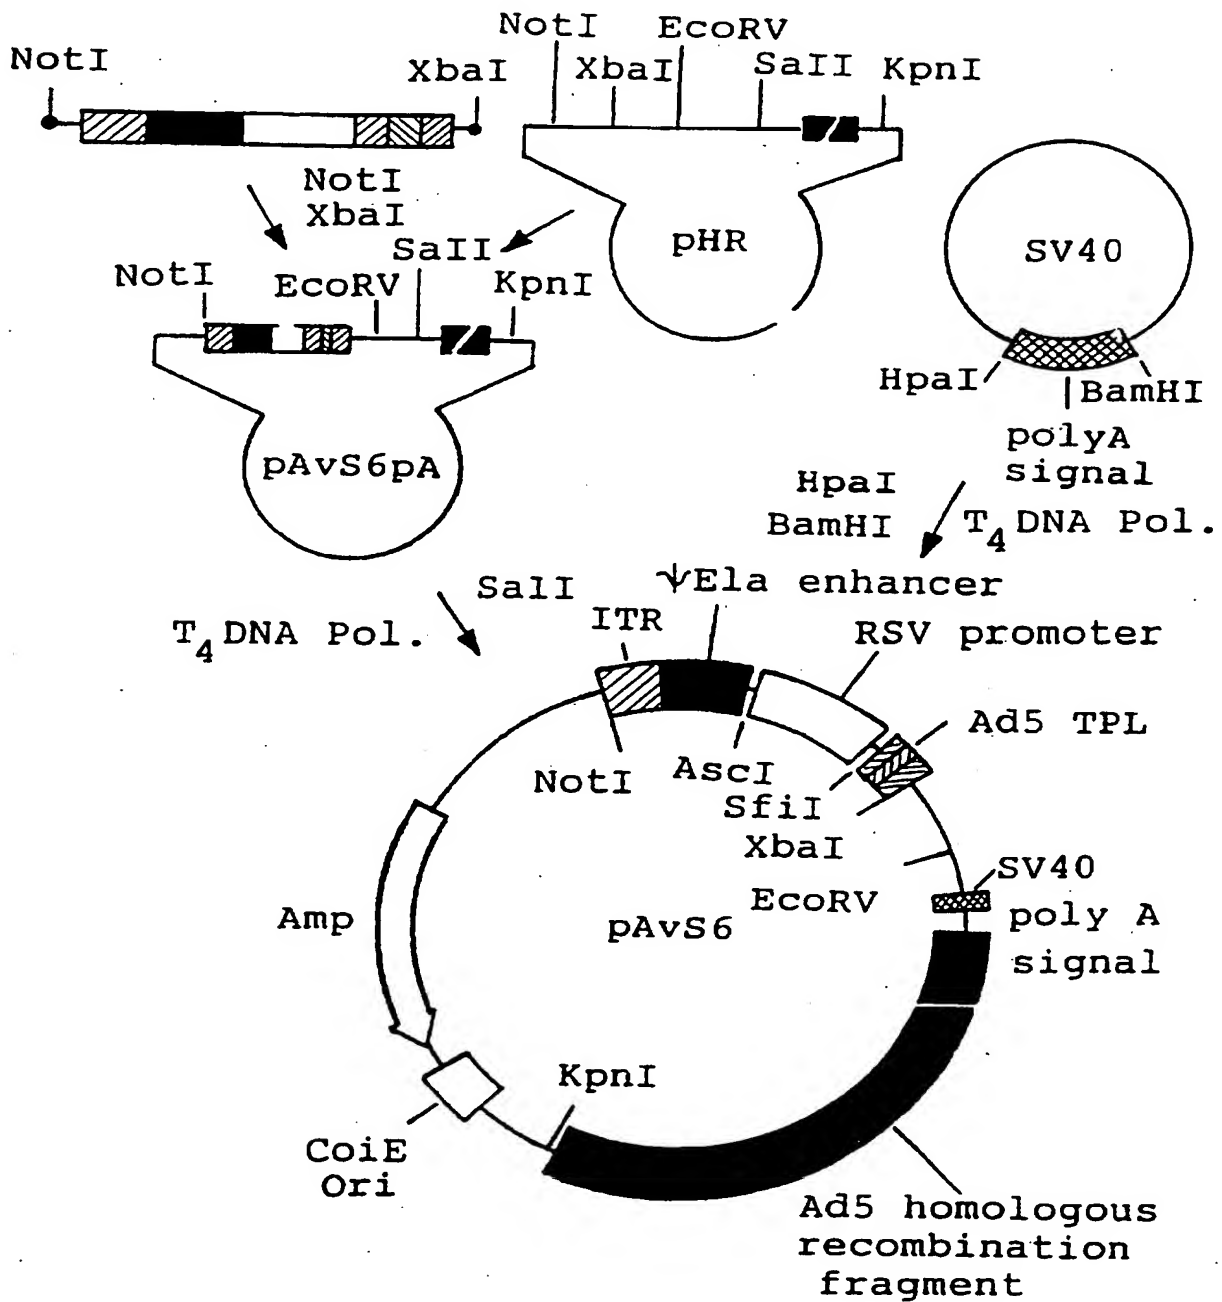 NotI
XbaI
NotI
XbaI
EcoRV
SaII
KpnI
pHR
SV40
HpaI
BamHI
polyA
signal
NotI
XbaI
NotI
EcoRV
SaII
KpnI
pAvS6pA
HpaI
BamHI
T4 DNA Pol.
SaII
T4 DNA Pol.
ITR
ψEla enhancer
RSV promoter
Ad5 TPL
NotI
AscI
SfiI
XbaI
EcoRV
SV40
poly A
signal
Amp
pAvS6
KpnI
CoiE
Ori
Ad5 homologous
recombination
fragment